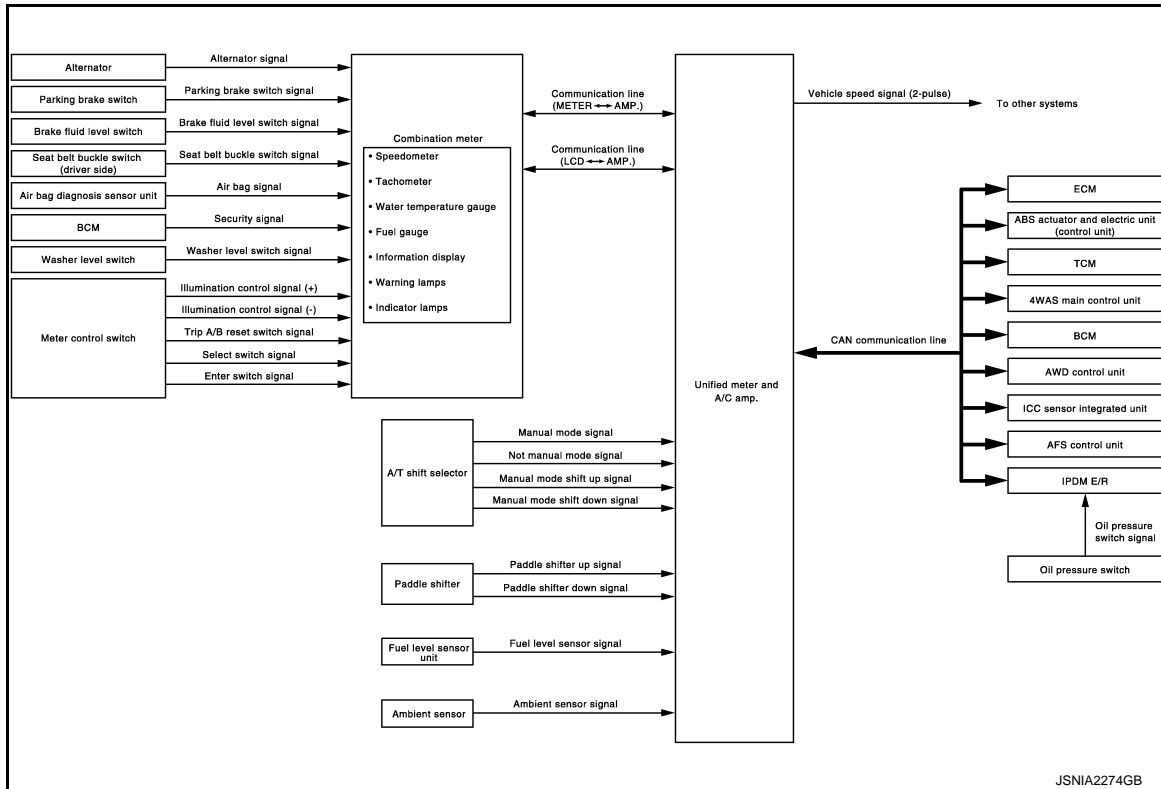 Alternator
Alternator signal
Parking brake switch
Parking brake switch signal
Brake fluid level switch
Brake fluid level switch signal
Seat belt buckle switch
(driver side)
Seat belt buckle switch signal
Air bag diagnosis sensor unit
Air bag signal
BCM
Security signal
Washer level switch
Washer level switch signal
Meter control switch
Illumination control signal (+)
Illumination control signal (-)
Trip A/B reset switch signal
Select switch signal
Enter switch signal
Combination meter
• Speedometer
• Tachometer
• Water temperature gauge
• Fuel gauge
• Information display
• Warning lamps
• Indicator lamps
Communication line
(METER ↔ AMP.)
Communication line
(LCD ↔ AMP.)
A/T shift selector
Manual mode signal
Not manual mode signal
Manual mode shift up signal
Manual mode shift down signal
Paddle shifter
Paddle shifter up signal
Paddle shifter down signal
Fuel level sensor
unit
Fuel level sensor signal
Ambient sensor
Ambient sensor signal
Unified meter and
A/C amp.
Vehicle speed signal (2-pulse)
To other systems
CAN communication line
ECM
ABS actuator and electric unit
(control unit)
TCM
4WAS main control unit
BCM
AWD control unit
ICC sensor integrated unit
AFS control unit
IPDM E/R
Oil pressure
switch signal
Oil pressure switch
JSNIA2274GB